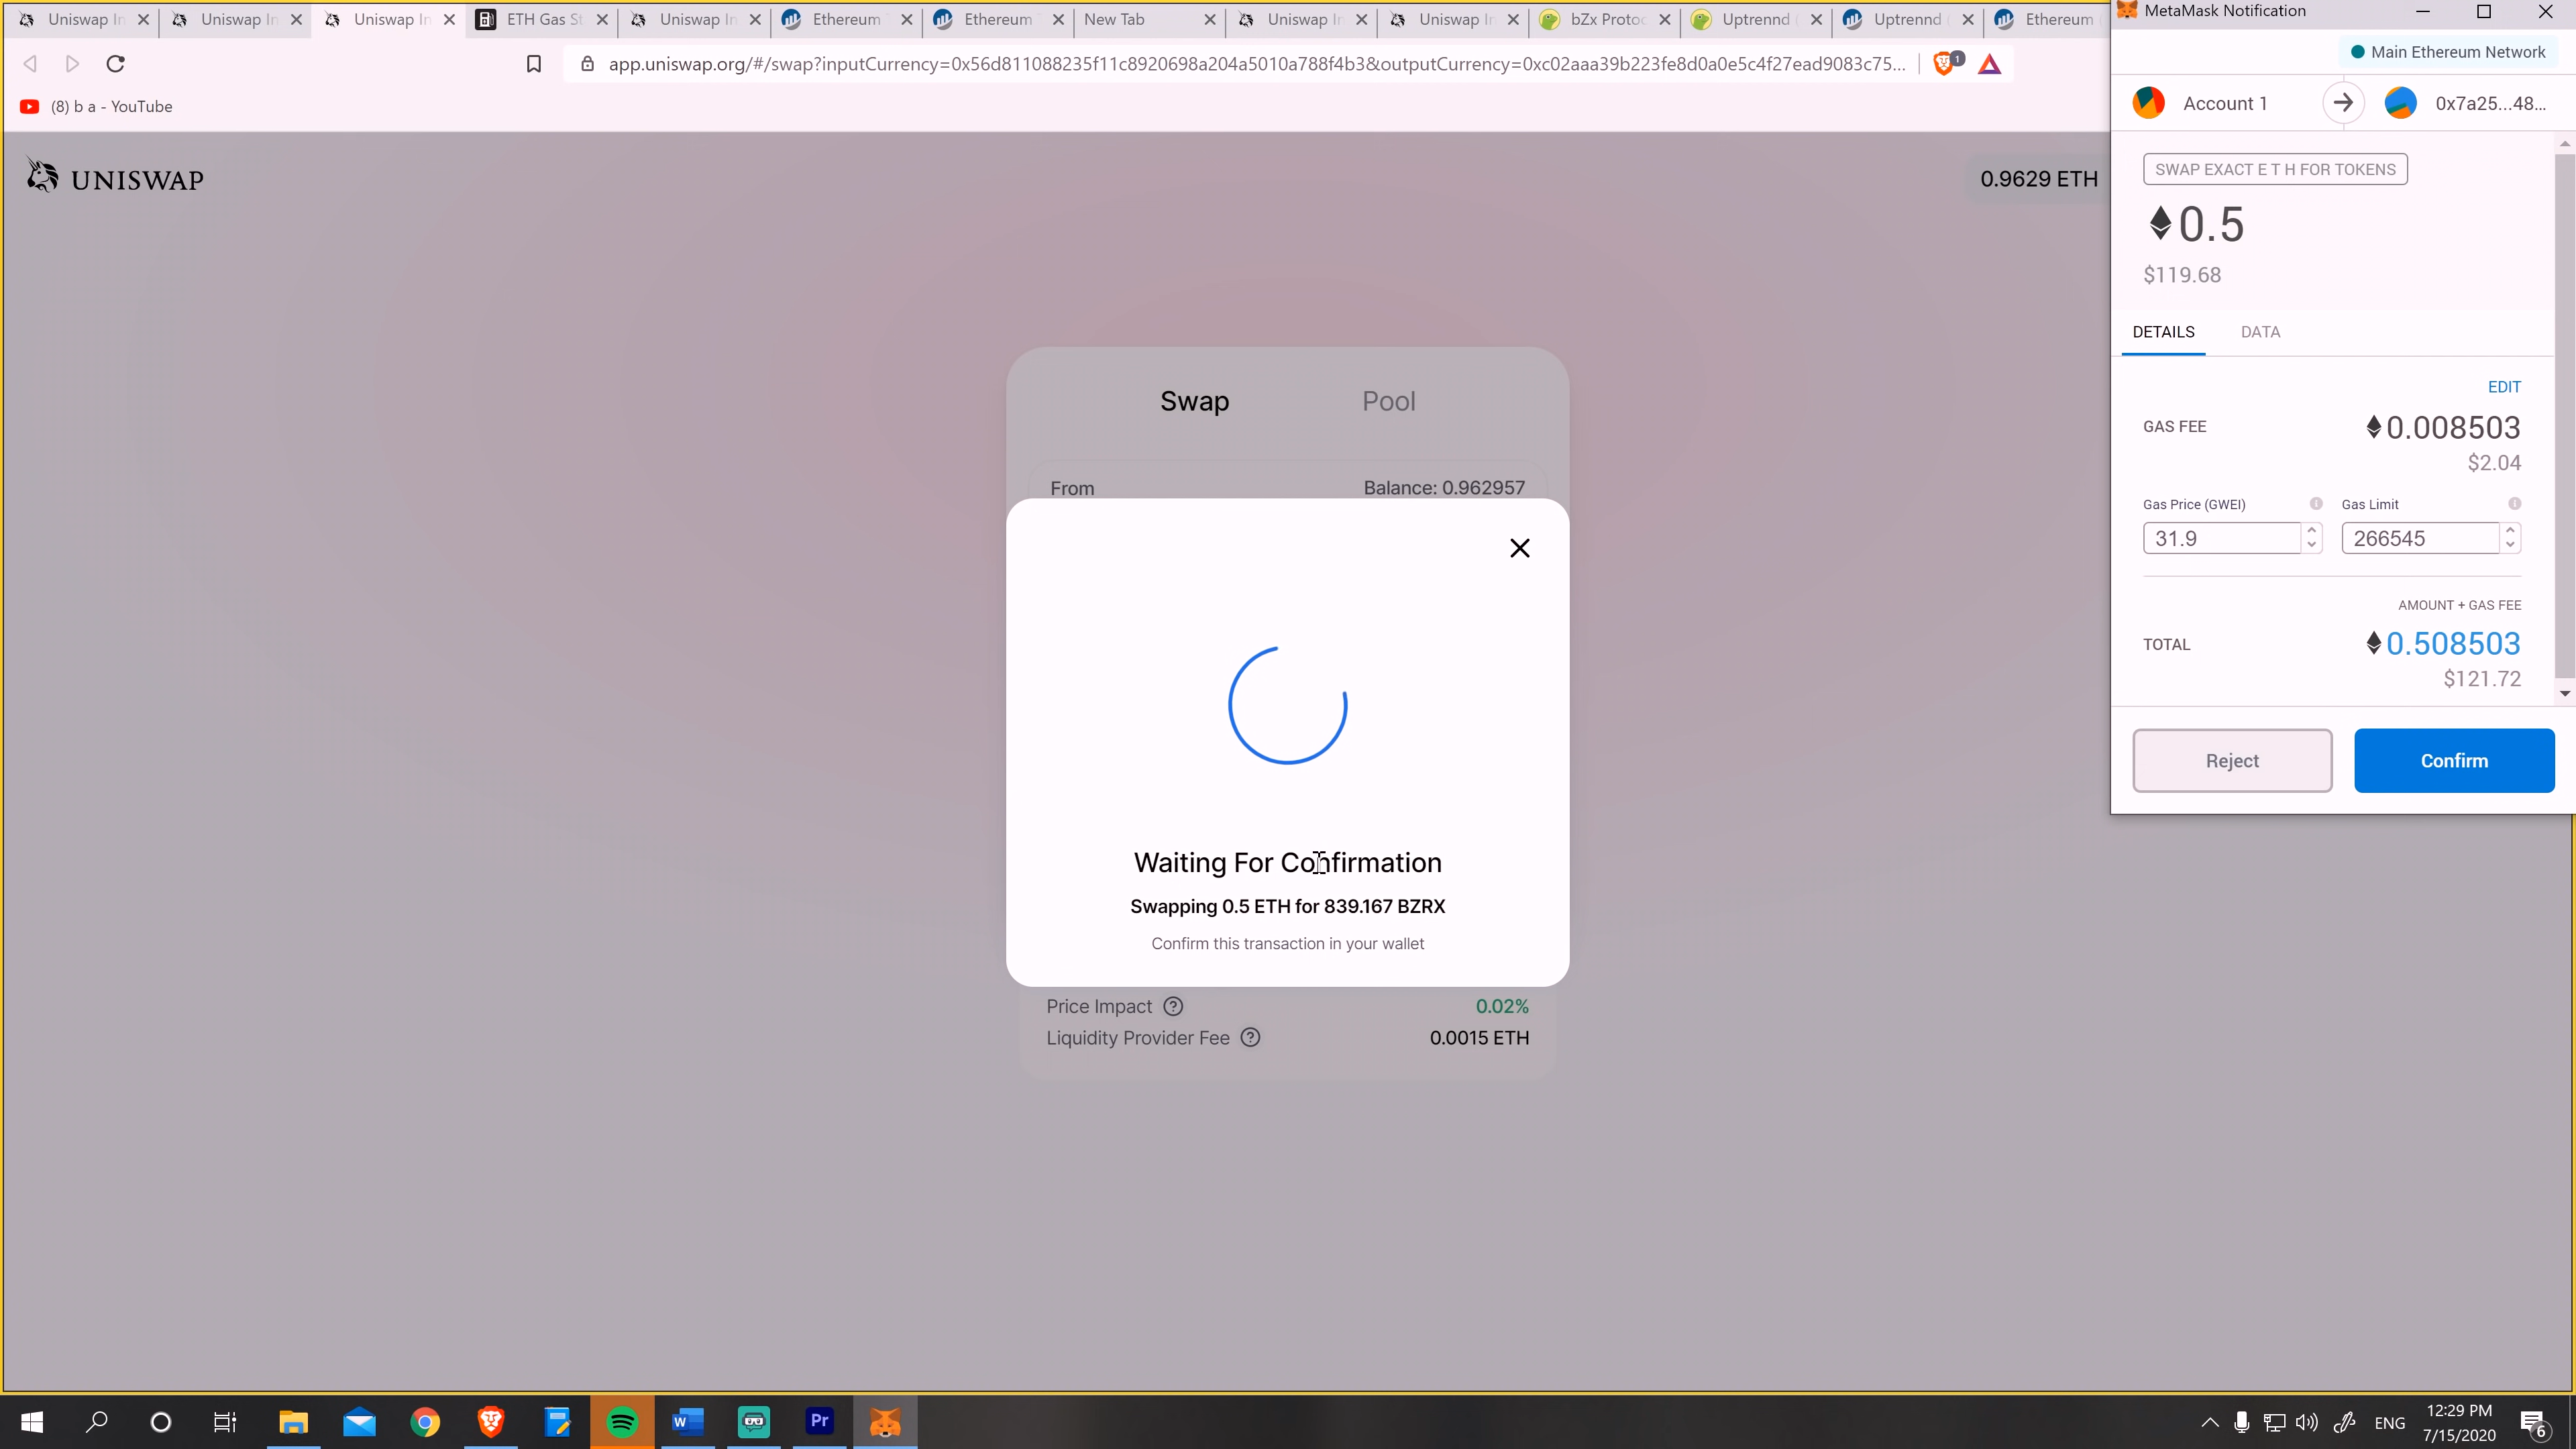 Uniswap In
Uniswap In
Uniswap In
ETH Gas St
Uniswap In
Ethereum
Ethereum
New Tab
Uniswap In
Uniswap In
bZx Protoc
Uptrennd
Uptrennd
Ethereum
app.uniswap.org/#/swap?inputCurrency=0x56d811088235f11c8920698a204a5010a788f4b3&outputCurrency=0xc02aaa39b223fe8d0a0e5c4f27ead9083c75...
1
(8) b a - YouTube
UNISWAP
0.9629 ETH
Swap
Pool
From
Balance: 0.962957
Waiting For Confirmation
Swapping 0.5 ETH for 839.167 BZRX
Confirm this transaction in your wallet
Price Impact ?
0.02%
Liquidity Provider Fee ?
0.0015 ETH
MetaMask Notification
Main Ethereum Network
Account 1
0x7a25...48...
SWAP EXACT E T H FOR TOKENS
0.5
$119.68
DETAILS
DATA
EDIT
GAS FEE
0.008503
$2.04
Gas Price (GWEI)
Gas Limit
31.9
266545
AMOUNT + GAS FEE
TOTAL
0.508503
$121.72
Reject
Confirm
W
Pr
ENG
12:29 PM
7/15/2020
6